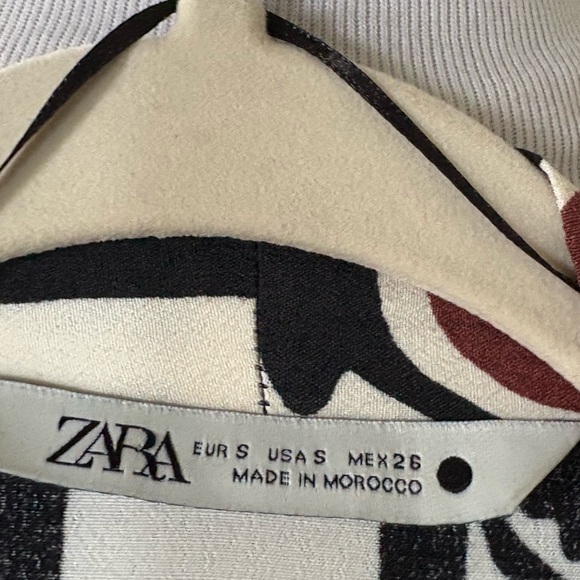 ZARA
EUR S USA S MEX 26
MADE IN MOROCCO